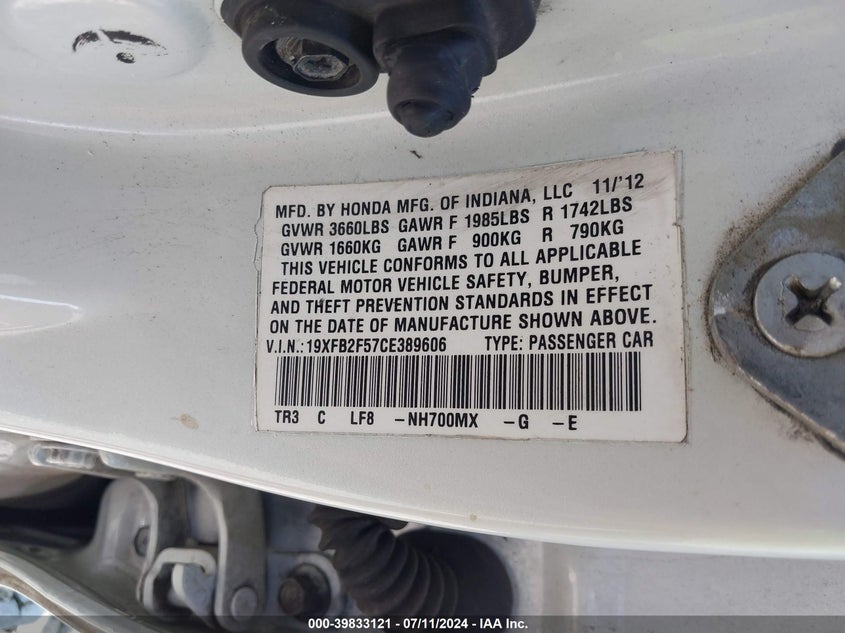 MFD. BY HONDA MFG. OF INDIANA, LLC 11/'12
GVWR 3660LBS GAWR F 1985LBS R 1742LBS
GVWR 1660KG GAWR F 900KG R 790KG
THIS VEHICLE CONFORMS TO ALL APPLICABLE
FEDERAL MOTOR VEHICLE SAFETY, BUMPER,
AND THEFT PREVENTION STANDARDS IN EFFECT
ON THE DATE OF MANUFACTURE SHOWN ABOVE.
V.I.N.:19XFB2F57CE389606 TYPE: PASSENGER CAR
TR3 C LF8 -NH700MX -G -E
000-39833121 - 07/11/2024 - IAA Inc.